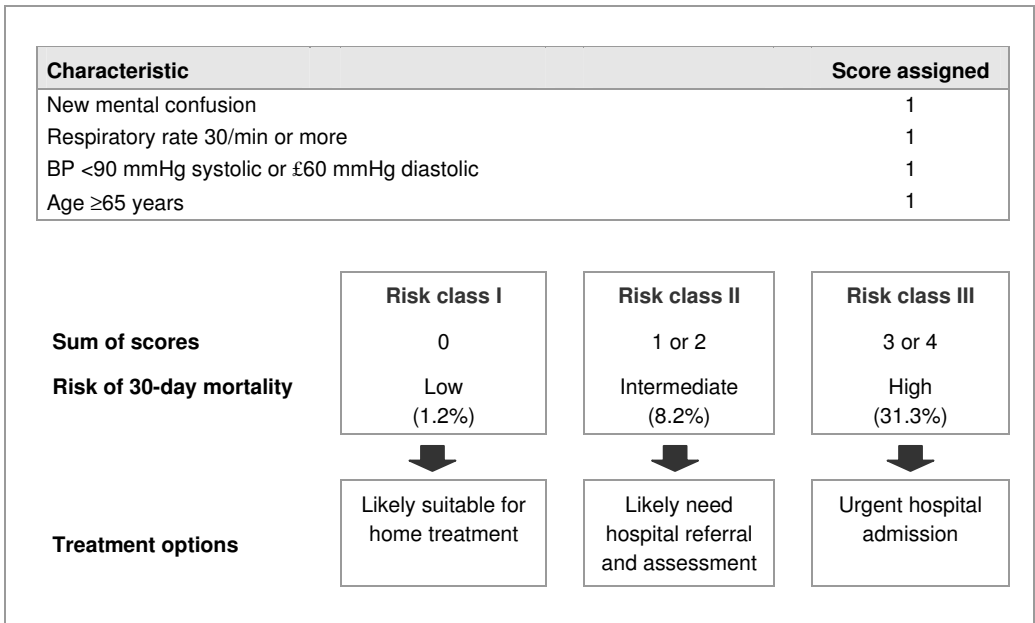 Characteristic Score assigned
New mental confusion 1
Respiratory rate 30/min or more 1
BP <90 mmHg systolic or £60 mmHg diastolic 1
Age ≥65 years 1
Risk class I Risk class II Risk class III
Sum of scores 0 1 or 2 3 or 4
Risk of 30-day mortality Low Intermediate High
(1.2%) (8.2%) (31.3%)
Likely suitable for Likely need Urgent hospital
home treatment hospital referral admission
Treatment options and assessment